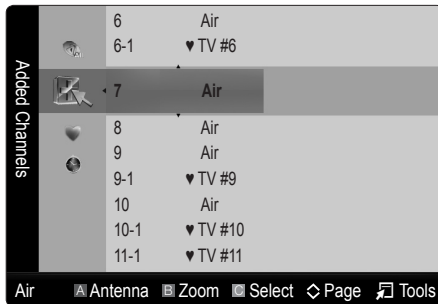 Added Channels
6 Air
6-1 ♥ TV #6
7 Air
8 Air
9 Air
9-1 ♥ TV #9
10 Air
10-1 ♥ TV #10
11-1 ♥ TV #11
Air A Antenna B Zoom C Select Page Tools